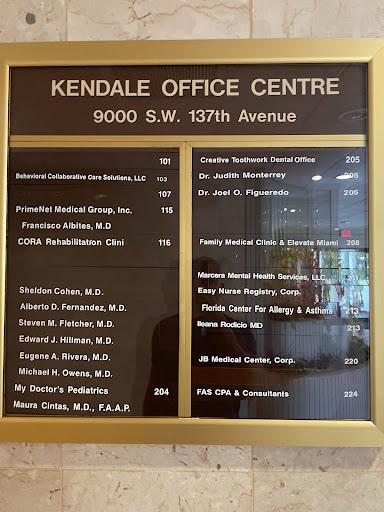 KENDALE OFFICE CENTRE
9000 S.W. 137th Avenue
101
Behavioral Collaborative Care Solutions, LLC 103
107
PrimeNet Medical Group, Inc. 115
Francisco Albites, M.D
CORA Rehabilitation Clini 116
Sheldon Cohen, M.D.
Alberto D. Fernandez, M.D.
Steven M. Fletcher, M.D.
Edward J. Hillman, M.D.
Eugene A. Rivera, M.D.
Michael H. Owens, M.D.
My Doctor's Pediatrics 204
Maura Cintas, M.D., F.A.A.P.
Creative Toothwork Dental Office 205
Dr. Judith Monterrey 205
Dr. Joel O. Figueredo 205
Family Medical Clinic & Elevate Miami 208
Marcera Mental Health Services, LLC 211
Easy Nurse Registry, Corp.
Florida Center For Allergy & Asthma 213
Ileana Rodicio MD 213
JB Medical Center, Corp. 220
FAS CPA & Consultants 224